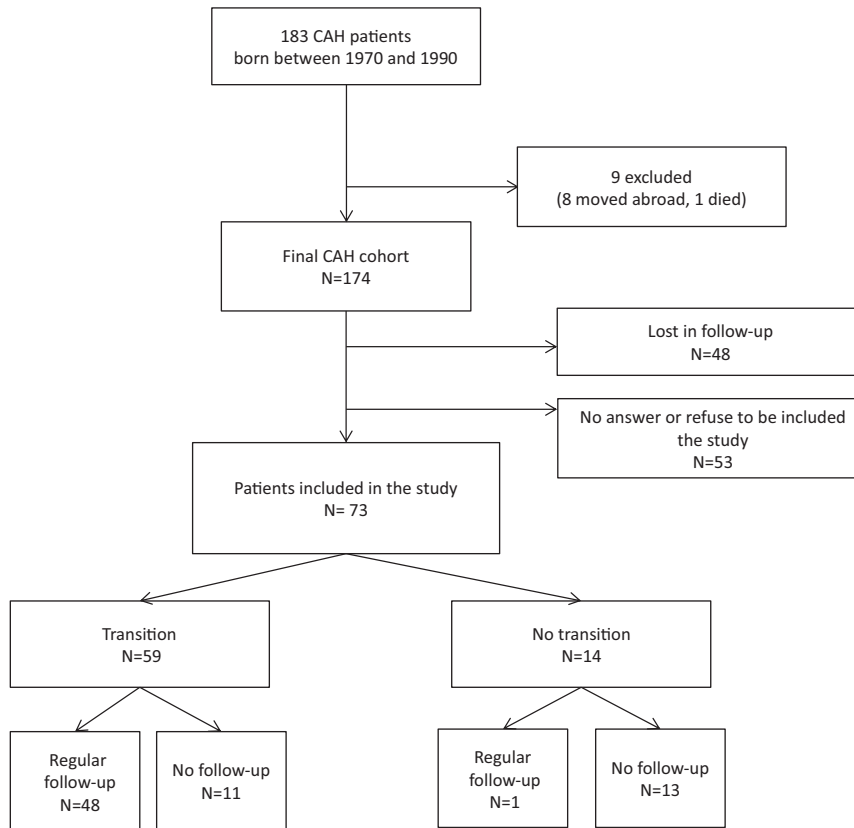 183 CAH patients
born between 1970 and 1990
9 excluded
(8 moved abroad, 1 died)
Final CAH cohort
N=174
Lost in follow-up
N=48
No answer or refuse to be included
the study
N=53
Patients included in the study
N= 73
Transition
N=59
No transition
N=14
Regular
follow-up
N=48
No follow-up
N=11
Regular
follow-up
N=1
No follow-up
N=13